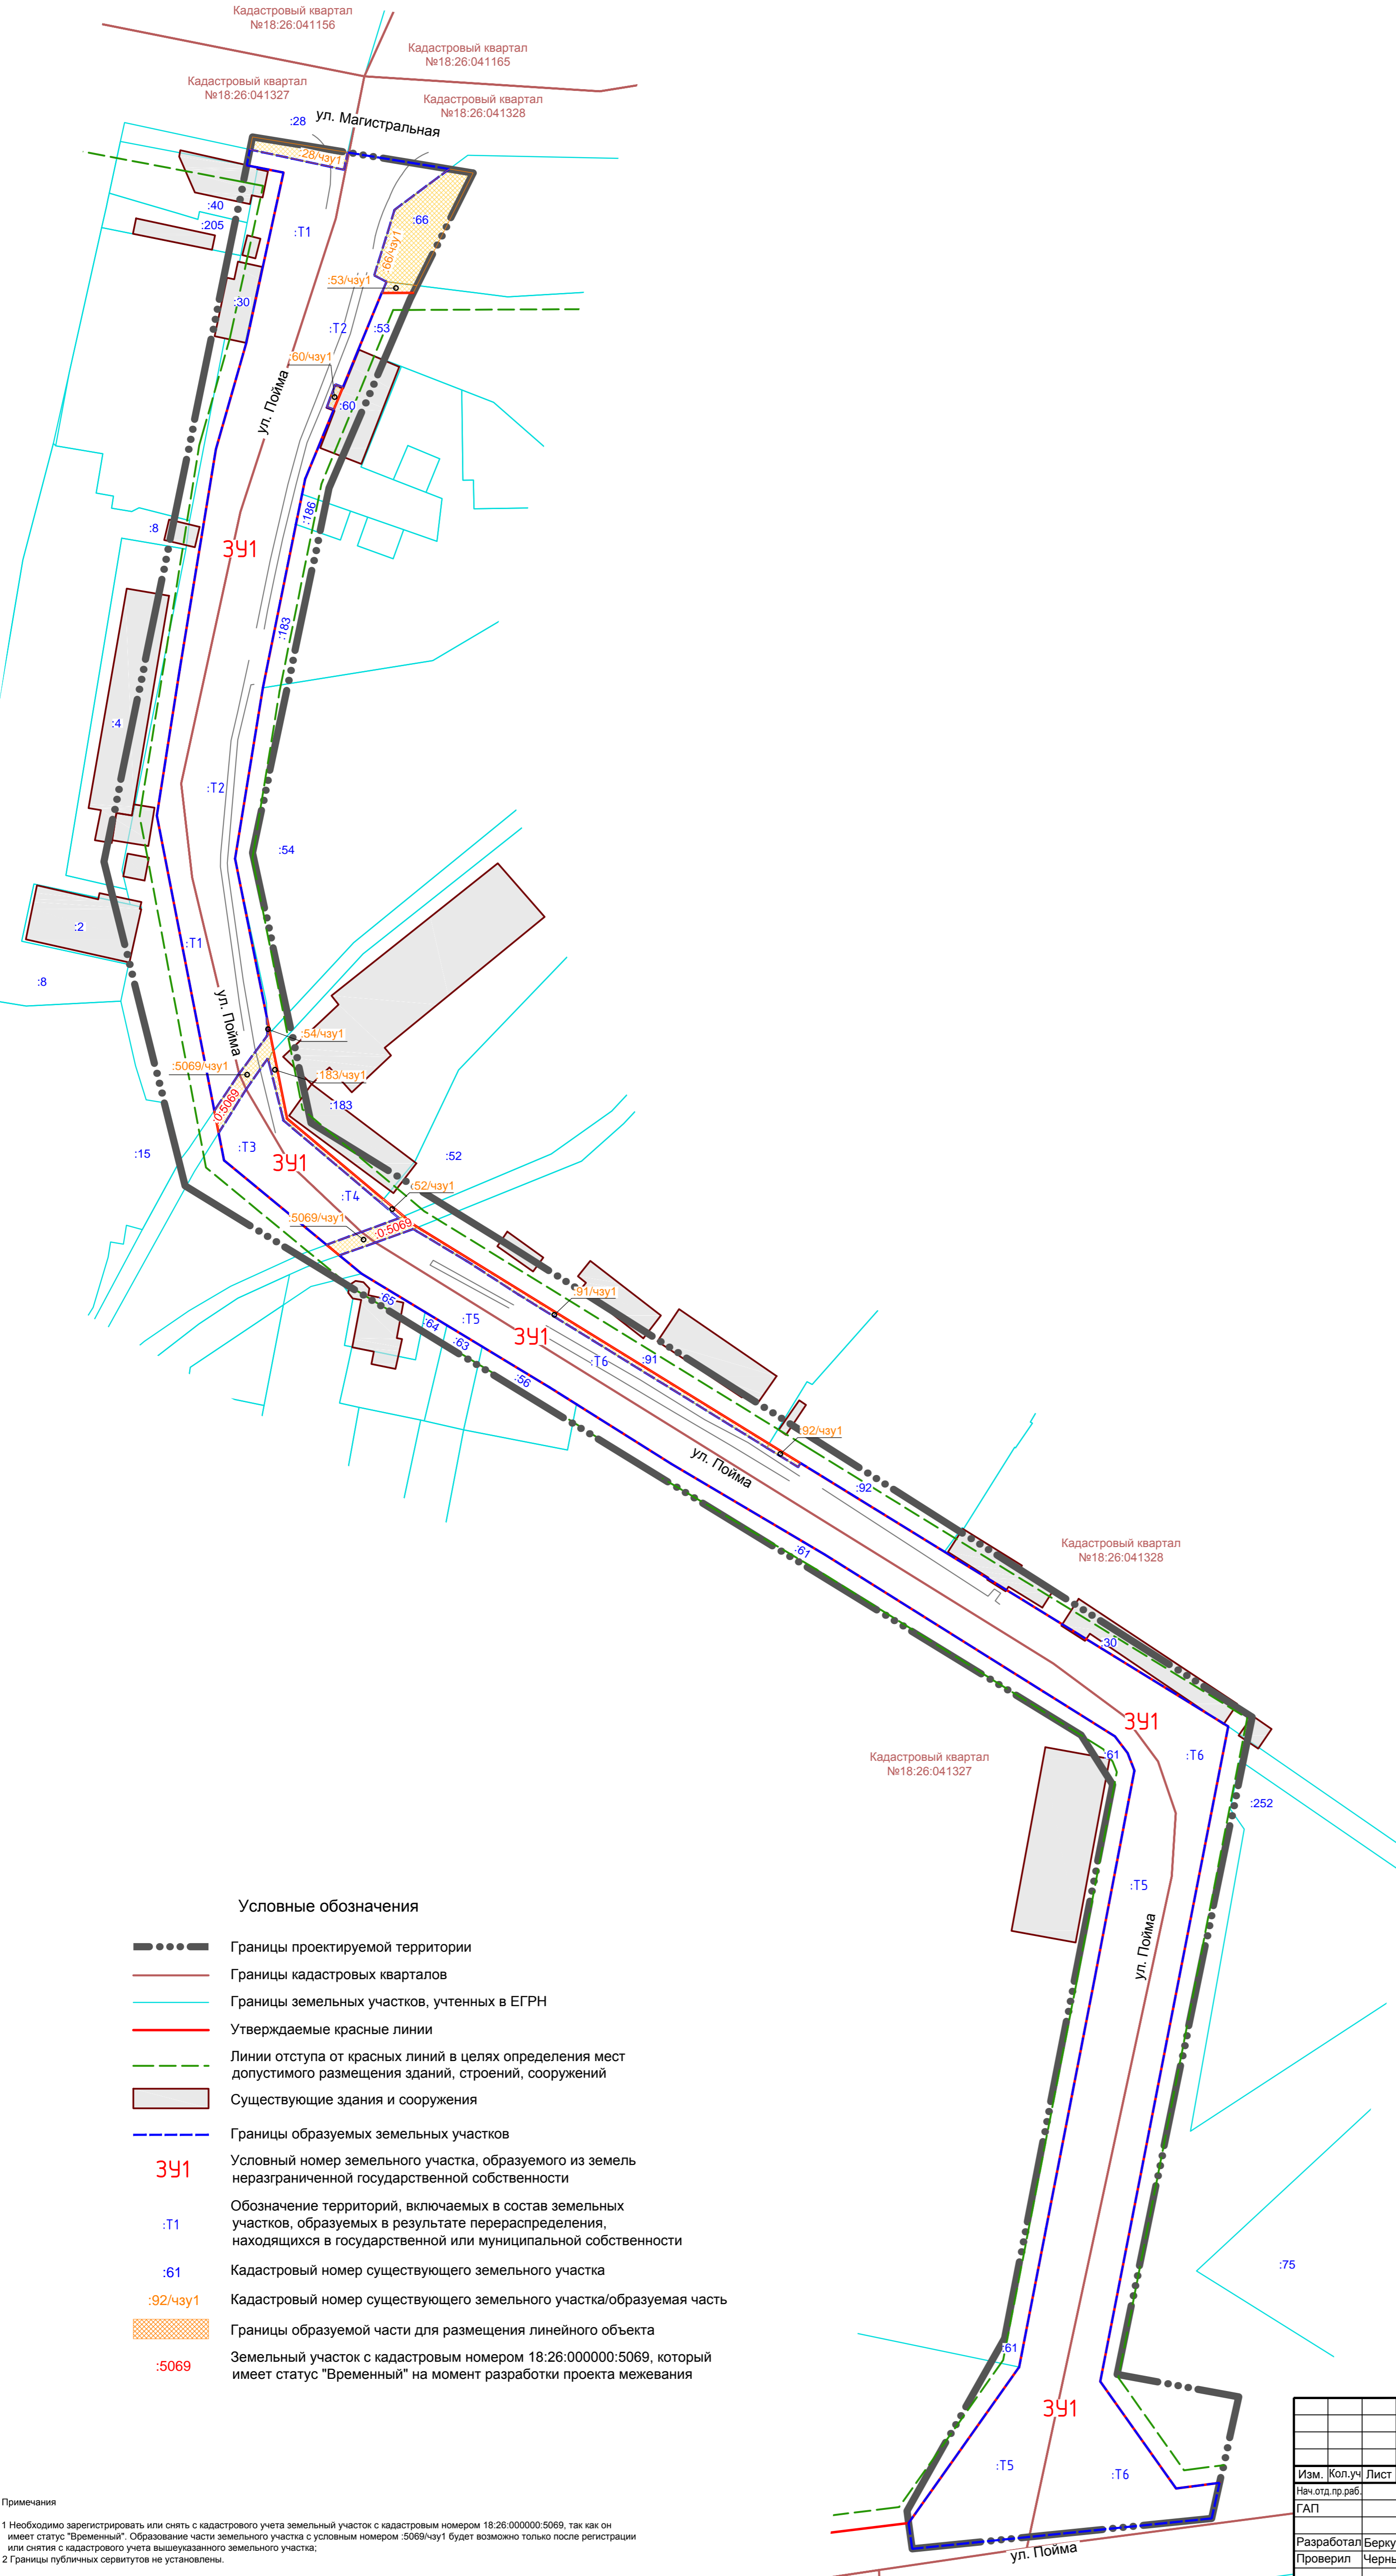 Кадастровый квартал
№18:26:041156
Кадастровый квартал
№18:26:041165
Кадастровый квартал
№18:26:041327
Кадастровый квартал
№18:26:041328
:28
ул. Магистральная
:28/чзу1
:40
:205
:66
:Т1
:66/чзу1
:53/чзу1
:30
:Т2
:53
:60/чзу1
:60
ул. Пойма
:186
:8
ЗУ1
:183
:4
:Т2
:54
:2
:Т1
:8
ул. Пойма
:54/чзу1
:5069/чзу1
:183/чзу1
:0:5069
:183
:15
:Т3
:52
ЗУ1
:52/чзу1
:Т4
:5069/чзу1
:0:5069
:91/чзу1
:65
:64
:Т5
:63
ЗУ1
:Т6
:91
:56
:92/чзу1
ул. Пойма
:92
:61
Кадастровый квартал
№18:26:041328
:30
ЗУ1
Кадастровый квартал
№18:26:041327
:61
:Т6
:252
:Т5
ул. Пойма
Условные обозначения
Границы проектируемой территории
Границы кадастровых кварталов
Границы земельных участков, учтенных в ЕГРН
Утверждаемые красные линии
Линии отступа от красных линий в целях определения мест
допустимого размещения зданий, строений, сооружений
Существующие здания и сооружения
Границы образуемых земельных участков
ЗУ1
Условный номер земельного участка, образуемого из земель
неразграниченной государственной собственности
:Т1
Обозначение территорий, включаемых в состав земельных
участков, образуемых в результате перераспределения,
находящихся в государственной или муниципальной собственности
:61 Кадастровый номер существующего земельного участка
:92/чзу1 Кадастровый номер существующего земельного участка/образуемая часть
Границы образуемой части для размещения линейного объекта
:5069
Земельный участок с кадастровым номером 18:26:000000:5069, который
имеет статус "Временный" на момент разработки проекта межевания
:75
:61
ЗУ1
:Т5
:Т6
ул. Пойма
Примечания
1 Необходимо зарегистрировать или снять с кадастрового учета земельный участок с кадастровым номером 18:26:000000:5069, так как он
имеет статус "Временный". Образование части земельного участка с условным номером :5069/чзу1 будет возможно только после регистрации
или снятия с кадастрового учета вышеуказанного земельного участка;
2 Границы публичных сервитутов не установлены.
Изм. Кол.уч Лист
Нач.отд.пр.раб.
ГАП
Разработал Берку
Проверил Черны